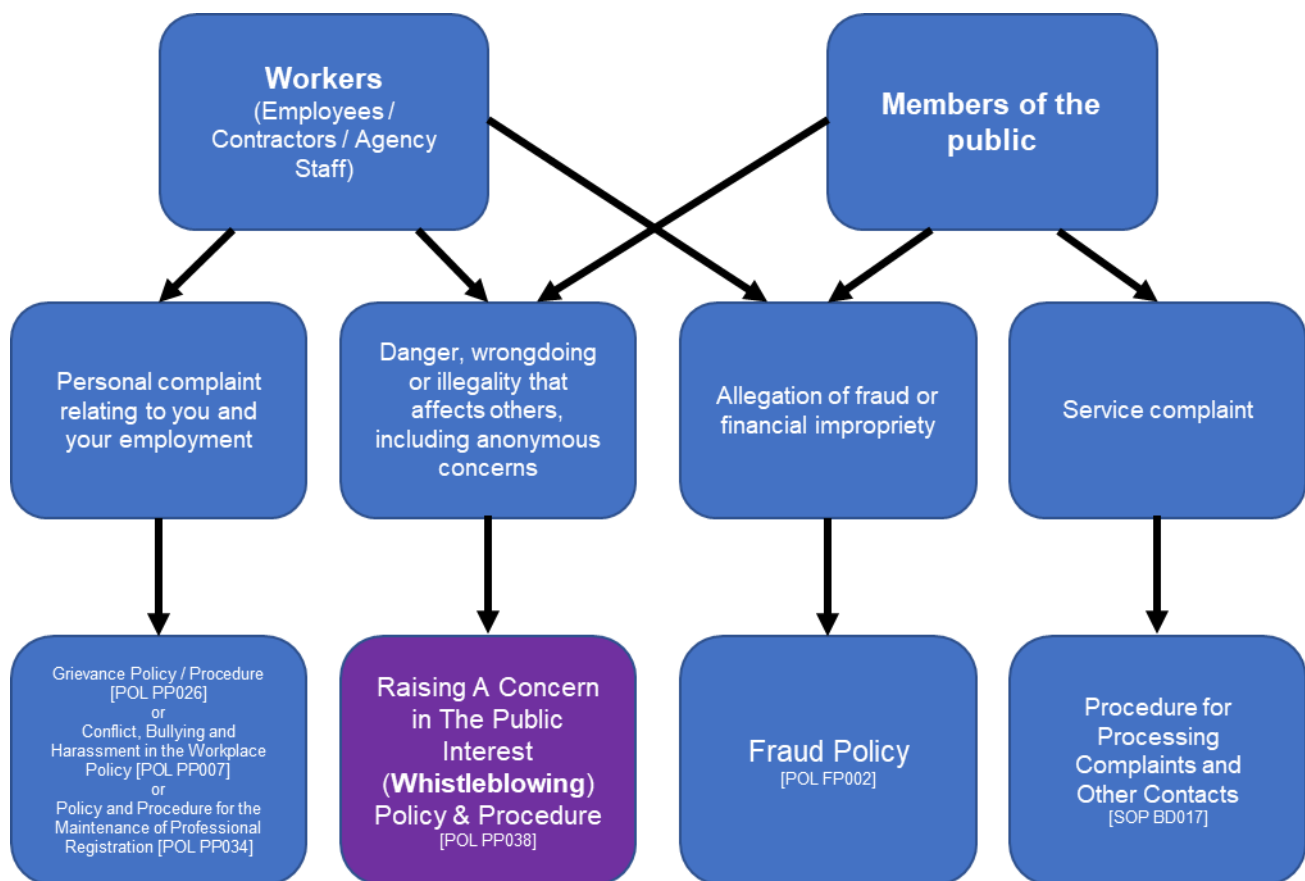 Workers
(Employees /
Contractors / Agency
Staff)
Members of the
public
Personal complaint
relating to you and
your employment
Danger, wrongdoing
or illegality that
affects others,
including anonymous
concerns
Allegation of fraud or
financial impropriety
Service complaint
Grievance Policy / Procedure
[POL PP026]
or
Conflict, Bullying and
Harassment in the Workplace
Policy [POL PP007]
or
Policy and Procedure for the
Maintenance of Professional
Registration [POL PP034]
Raising A Concern
in The Public
Interest
(Whistleblowing)
Policy & Procedure
[POL PP038]
Fraud Policy
[POL FP002]
Procedure for
Processing
Complaints and
Other Contacts
[SOP BD017]